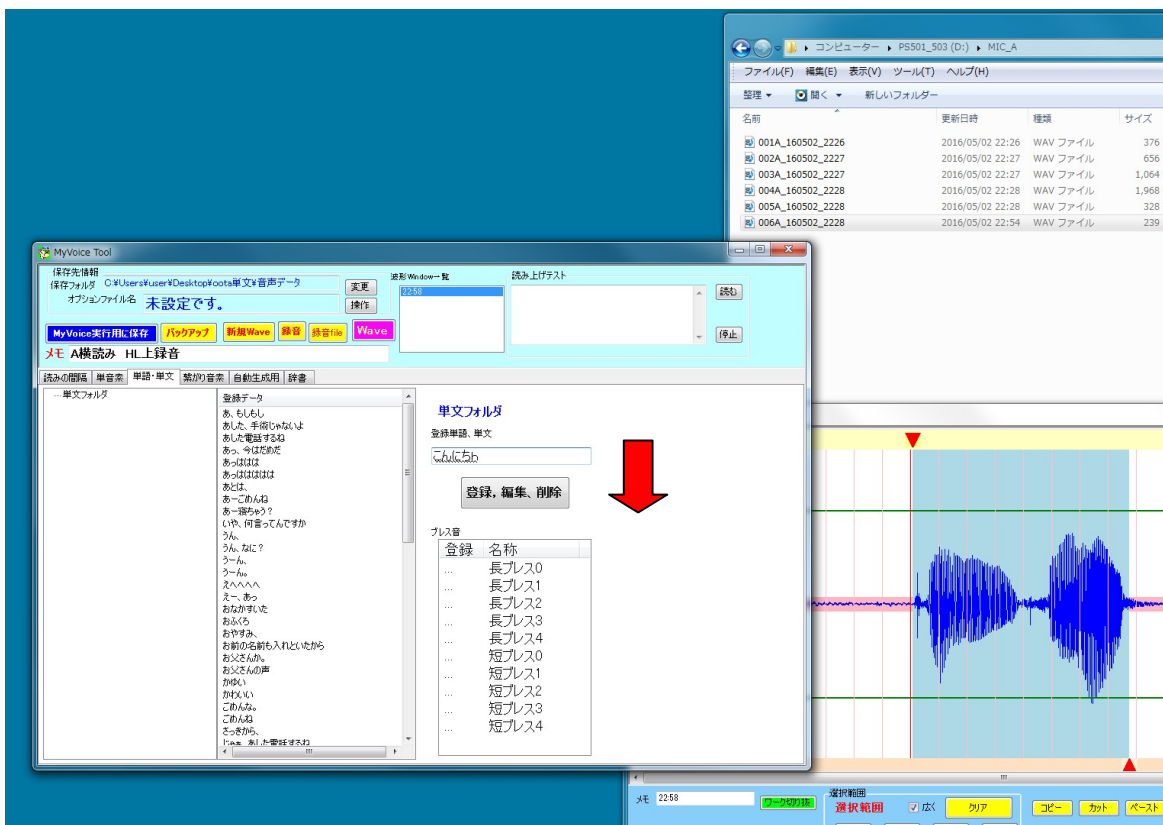 コンピューター ▸ PS501_503 (D:) ▸ MIC_A
ファイル(F) 編集(E) 表示(V) ツール(T) ヘルプ(H)
整理 開く 新しいフォルダー
名前 更新日時 種類 サイズ
001A_160502_2226 2016/05/02 22:26 WAV ファイル 376
002A_160502_2227 2016/05/02 22:27 WAV ファイル 656
003A_160502_2227 2016/05/02 22:27 WAV ファイル 1,064
004A_160502_2228 2016/05/02 22:28 WAV ファイル 1,968
005A_160502_2228 2016/05/02 22:28 WAV ファイル 328
006A_160502_2228 2016/05/02 22:54 WAV ファイル 239
MyVoice Tool
保存先情報
保存フォルダ C:¥Users¥user¥Desktop¥oota単文¥音声データ 変更
オプションファイル名 未設定です。 操作
MyVoice実行用に保存 バックアップ 新規Wave 録音 録音file Wave
メモ A横読み HL上録音
波形Window一覧
22:58
読み上げテスト
読む
停止
読みの間隔 単音素 単語・単文 繋がり音素 自動生成用 辞書
単文フォルダ
登録データ
あ、もしもし
あした、手術じゃないよ
あした電話するね
あっ、今はだめだ
あっははは
あっはははははは
あとは、
あーごめんね
あー寝ちゃう?
いや、何言ってんですか
うん、
うん、なに?
うーん、
うーん。
えへへへへ
えー、あっ
おなかすいた
おふくろ
おやすみ、
お前の名前も入れといたから
お父さんか。
お父さんの声
かゆい
かわいい
ごめんな。
ごめんね
さっきから、
じゃぁ、あした電話するね
単文フォルダ
登録単語、単文
こんにちh
登録, 編集、削除
ブレス音
登録 名称
... 長ブレス0
... 長ブレス1
... 長ブレス2
... 長ブレス3
... 長ブレス4
... 短ブレス0
... 短ブレス1
... 短ブレス2
... 短ブレス3
... 短ブレス4
メモ 22:58 ワーク切り抜
選択範囲
選択範囲 広く クリア コピー カット ペースト